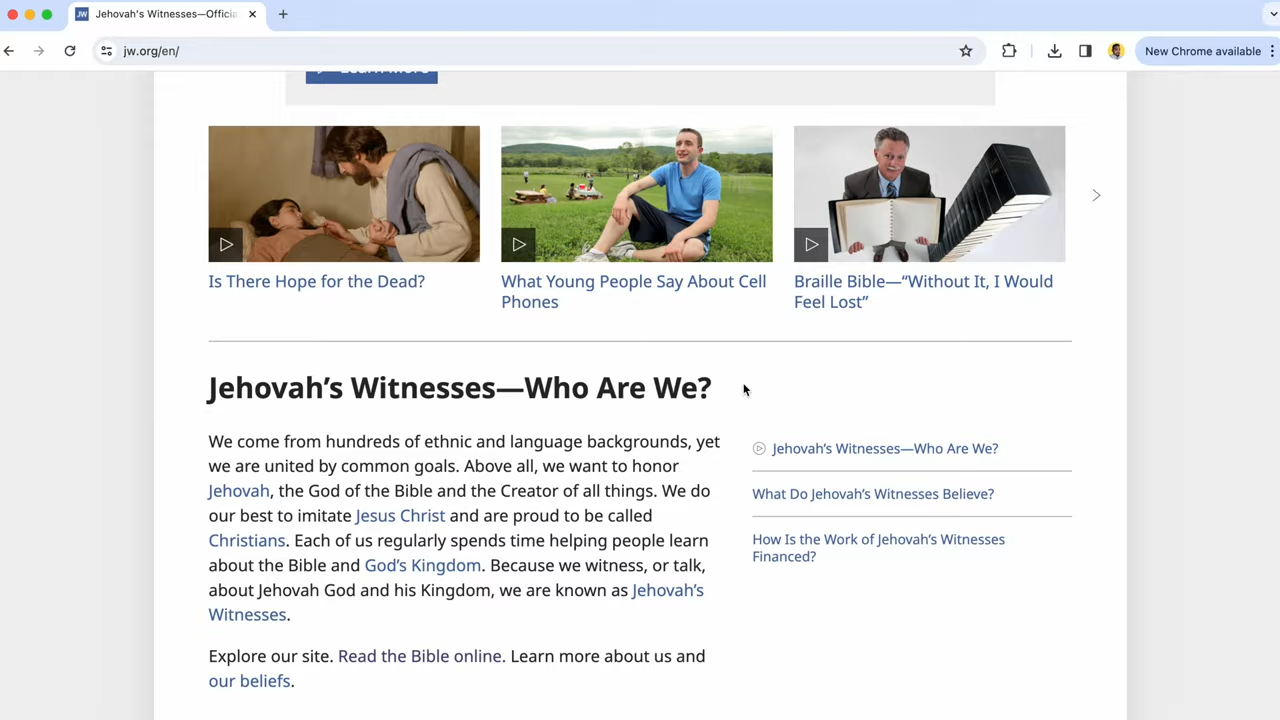 Jehovah's Witnesses—Officia
jw.org/en/
New Chrome available
Is There Hope for the Dead?
What Young People Say About Cell
Phones
Braille Bible—“Without It, I Would
Feel Lost”
Jehovah’s Witnesses—Who Are We?
We come from hundreds of ethnic and language backgrounds, yet
we are united by common goals. Above all, we want to honor
Jehovah, the God of the Bible and the Creator of all things. We do
our best to imitate Jesus Christ and are proud to be called
Christians. Each of us regularly spends time helping people learn
about the Bible and God’s Kingdom. Because we witness, or talk,
about Jehovah God and his Kingdom, we are known as Jehovah’s
Witnesses.
Explore our site. Read the Bible online. Learn more about us and
our beliefs.
Jehovah’s Witnesses—Who Are We?
What Do Jehovah’s Witnesses Believe?
How Is the Work of Jehovah’s Witnesses
Financed?